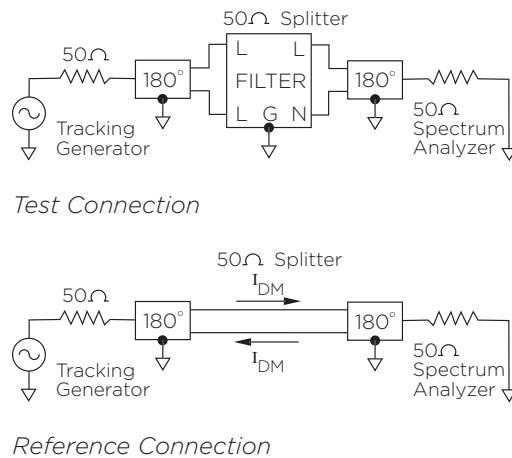 50Ω Splitter
50Ω
180°
L L
FILTER
L G N
180°
50Ω
Spectrum
Analyzer
Tracking
Generator
Test Connection
50Ω Splitter
I DM
50Ω
180°
180°
I DM
50Ω
Spectrum
Analyzer
Tracking
Generator
Reference Connection